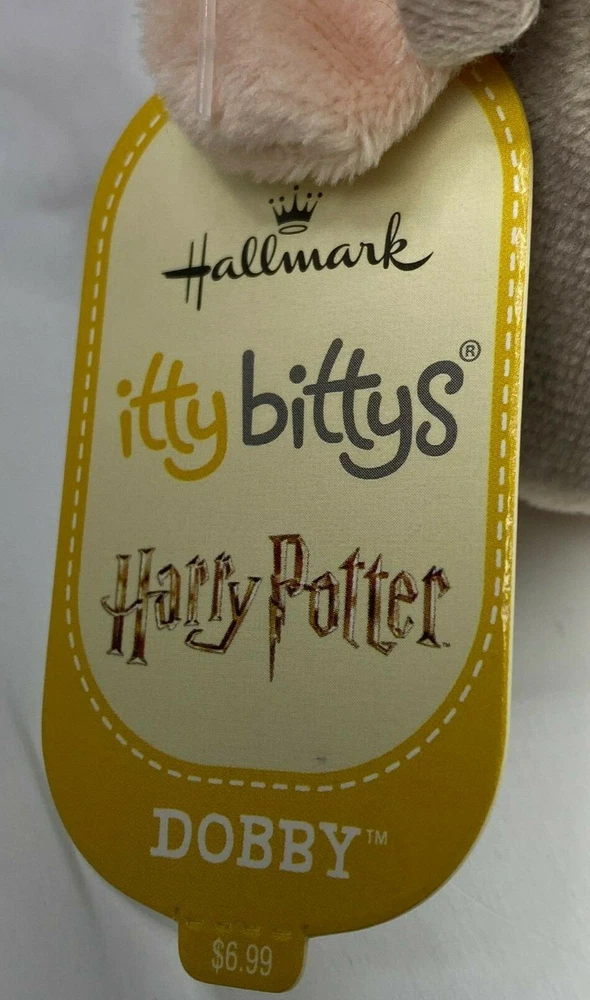 Hallmark
itty bittys®
Harry Potter
DOBBY™
$6.99